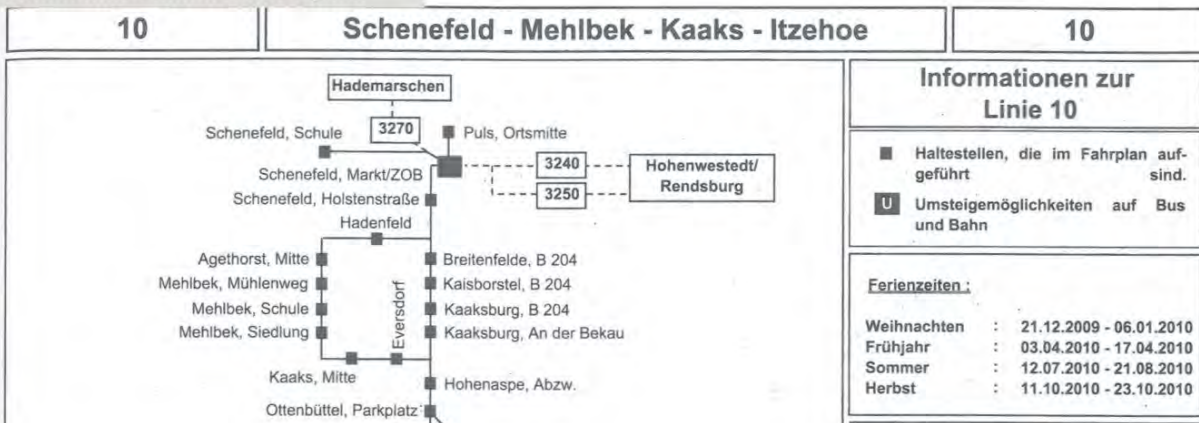 10
Schenefeld - Mehlbek - Kaaks - Itzehoe
10
Hademarschen
Schenefeld, Schule
3270
Puls, Ortsmitte
Schenefeld, Markt/ZOB
3240
3250
Hohenwestedt/
Rendsburg
Schenefeld, Holstenstraße
Hadenfeld
Agethorst, Mitte
Breitenfelde, B 204
Mehlbek, Mühlenweg
Kaisborstel, B 204
Mehlbek, Schule
Kaaksburg, B 204
Mehlbek, Siedlung
Eversdorf
Kaaksburg, An der Bekau
Kaaks, Mitte
Hohenaspe, Abzw.
Ottenbüttel, Parkplatz
Informationen zur
Linie 10
Haltestellen, die im Fahrplan auf-
geführt sind.
U Umsteigemöglichkeiten auf Bus
und Bahn
Ferienzeiten :
Weihnachten : 21.12.2009 - 06.01.2010
Frühjahr : 03.04.2010 - 17.04.2010
Sommer : 12.07.2010 - 21.08.2010
Herbst : 11.10.2010 - 23.10.2010